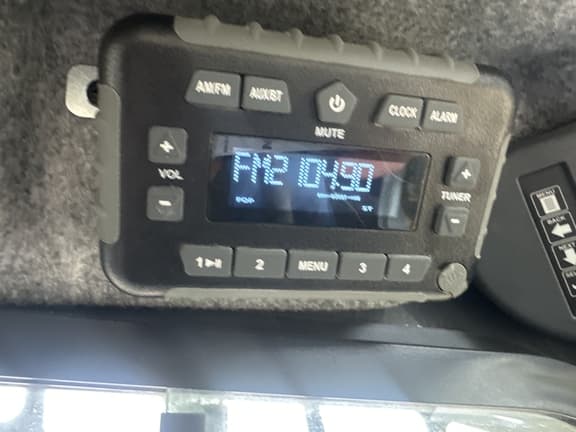 AM/FM AUX/BT CLOCK ALARM
MUTE
+ VOL -
FM2 104.90
+ TUNER -
1 2 MENU 3 4
MENU
BACK
NEXT